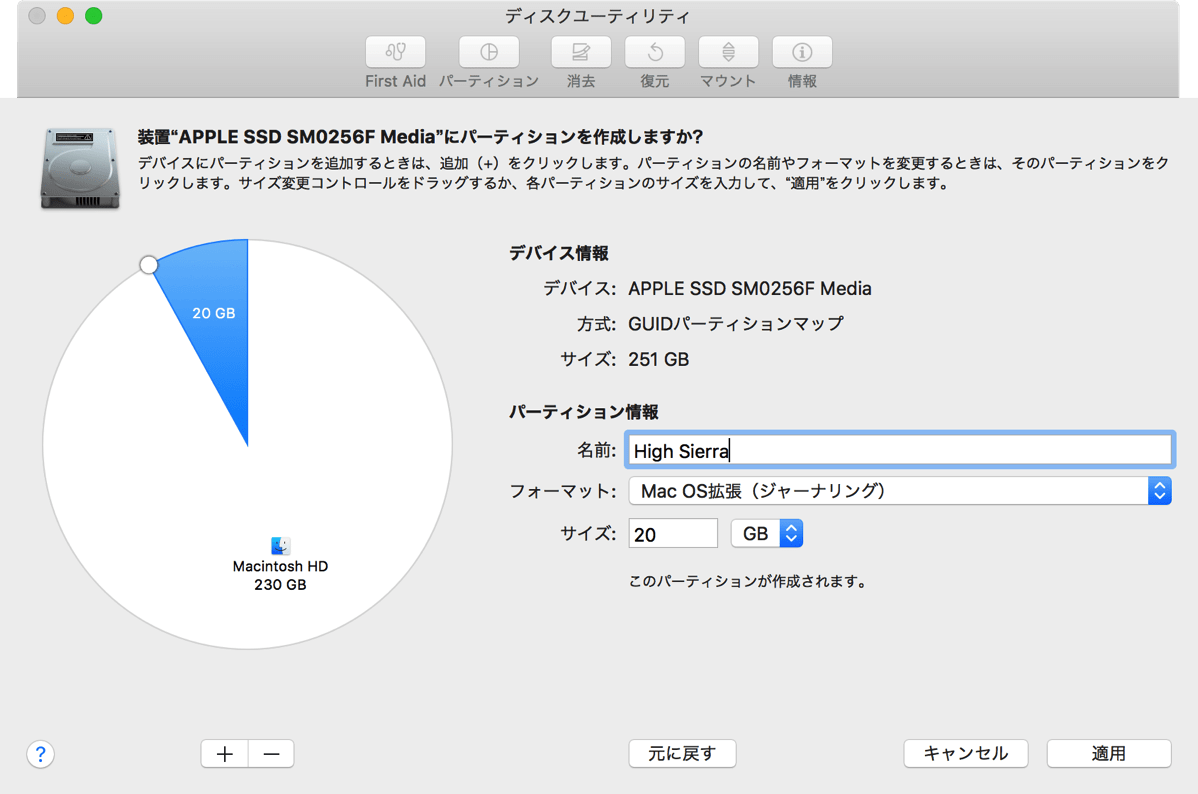 ディスクユーティリティ
First Aid パーティション 消去 復元 マウント 情報
装置“APPLE SSD SM0256F Media”にパーティションを作成しますか?
デバイスにパーティションを追加するときは、追加（+）をクリックします。パーティションの名前やフォーマットを変更するときは、そのパーティションをク
リックします。サイズ変更コントロールをドラッグするか、各パーティションのサイズを入力して、“適用”をクリックします。
20 GB
Macintosh HD
230 GB
デバイス情報
デバイス: APPLE SSD SM0256F Media
方式: GUIDパーティションマップ
サイズ: 251 GB
パーティション情報
名前: High Sierra
フォーマット: Mac OS拡張（ジャーナリング）
サイズ: 20 GB
このパーティションが作成されます。
? + − 元に戻す キャンセル 適用